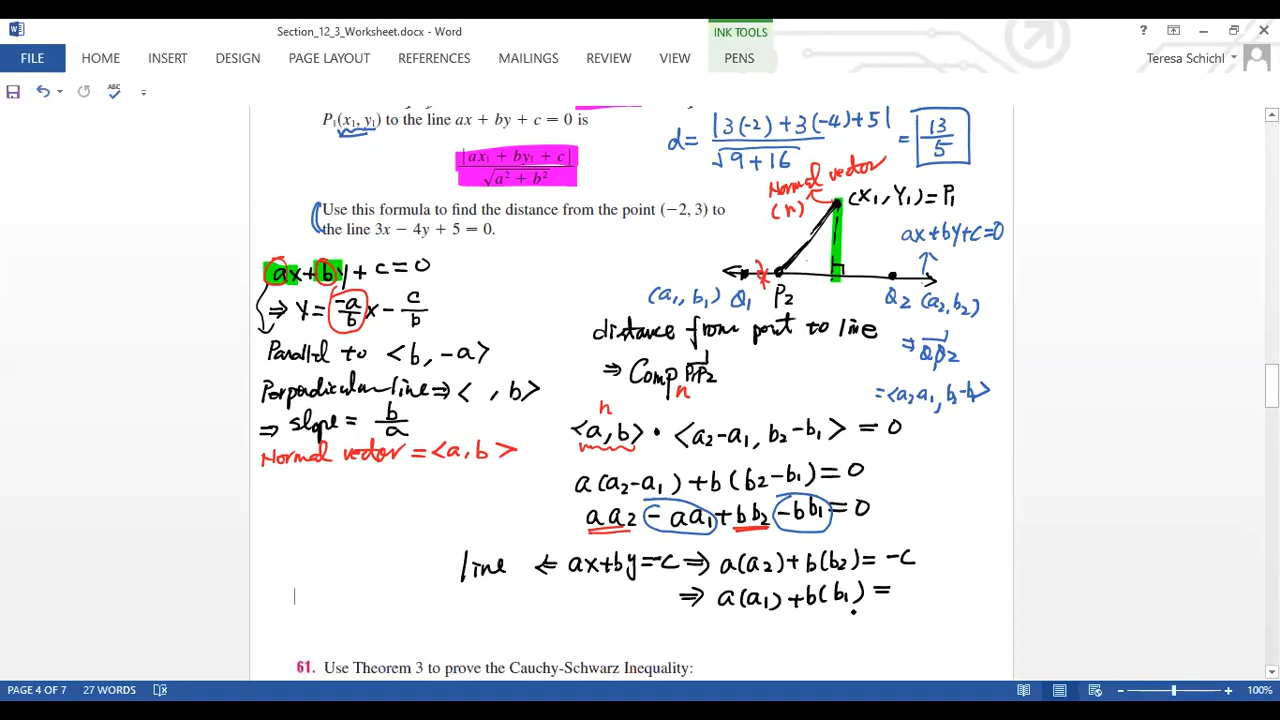 Section_12_3_Worksheet.docx - Word
INK TOOLS
FILE HOME INSERT DESIGN PAGE LAYOUT REFERENCES MAILINGS REVIEW VIEW PENS
Teresa Schichl
P₁(x₁, y₁) to the line ax + by + c = 0 is
|ax₁ + by₁ + c|
√a² + b²
d = |3(-2)+3(-4)+5| / √9+16 = 13/5
Use this formula to find the distance from the point (−2, 3) to
the line 3x − 4y + 5 = 0.
Normal vector
(n)
(X₁, Y₁)=P₁
ax+by+c=0
(a₁, b₁) Q₁
P₂
Q₂ (a₂, b₂)
ax+by+c=0
⇒ y = -a/b x - c/b
Parallel to <b, -a>
Perpendicular line ⇒ < , b>
⇒ slope = b/a
Normal vector = <a, b>
distance from point to line
⇒ Comp P₁P₂
n
⇒ Q₁Q₂
= <a₂ a₁, b₂-b₁>
n
<a, b> • <a₂-a₁, b₂-b₁> = 0
a(a₂-a₁)+b(b₂-b₁)=0
aa₂ - aa₁ + bb₂ - bb₁ = 0
line ⇐ ax+by=-c ⇒ a(a₂)+b(b₂)= -c
⇒ a(a₁)+b(b₁) =
61. Use Theorem 3 to prove the Cauchy-Schwarz Inequality:
PAGE 4 OF 7 27 WORDS
100%